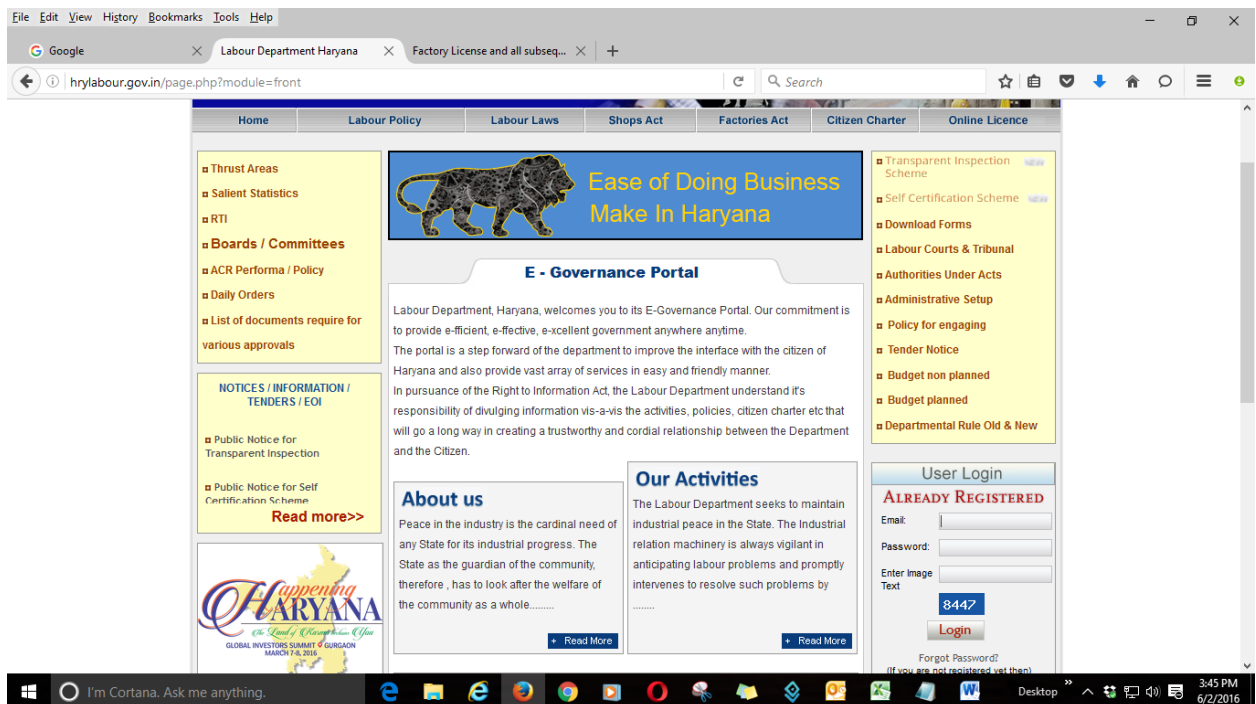 File Edit View History Bookmarks Tools Help
Google
Labour Department Haryana
Factory License and all subseq...
hrylabour.gov.in/page.php?module=front
Search
Home Labour Policy Labour Laws Shops Act Factories Act Citizen Charter Online Licence
Thrust Areas
Salient Statistics
RTI
Boards / Committees
ACR Performa / Policy
Daily Orders
List of documents require for
various approvals
NOTICES / INFORMATION /
TENDERS / EOI
Public Notice for
Transparent Inspection
Public Notice for Self
Certification Scheme
Read more>>
Happening
HARYANA
GLOBAL INVESTORS SUMMIT GURGAON
MARCH 7-8, 2016
Ease of Doing Business
Make In Haryana
E - Governance Portal
Labour Department, Haryana, welcomes you to its E-Governance Portal. Our commitment is
to provide e-fficient, e-ffective, e-xcellent government anywhere anytime.
The portal is a step forward of the department to improve the interface with the citizen of
Haryana and also provide vast array of services in easy and friendly manner.
In pursuance of the Right to Information Act, the Labour Department understand it's
responsibility of divulging information vis-a-vis the activities, policies, citizen charter etc that
will go a long way in creating a trustworthy and cordial relationship between the Department
and the Citizen.
About us
Peace in the industry is the cardinal need of
any State for its industrial progress. The
State as the guardian of the community,
therefore , has to look after the welfare of
the community as a whole.........
+ Read More
Our Activities
The Labour Department seeks to maintain
industrial peace in the State. The Industrial
relation machinery is always vigilant in
anticipating labour problems and promptly
intervenes to resolve such problems by
........
+ Read More
Transparent Inspection NEW
Scheme
Self Certification Scheme NEW
Download Forms
Labour Courts & Tribunal
Authorities Under Acts
Administrative Setup
Policy for engaging
Tender Notice
Budget non planned
Budget planned
Departmental Rule Old & New
User Login
ALREADY REGISTERED
Email:
Password:
Enter Image
Text
8447
Login
Forgot Password?
(If you are not registered yet then)
I'm Cortana. Ask me anything.
Desktop
3:45 PM
6/2/2016